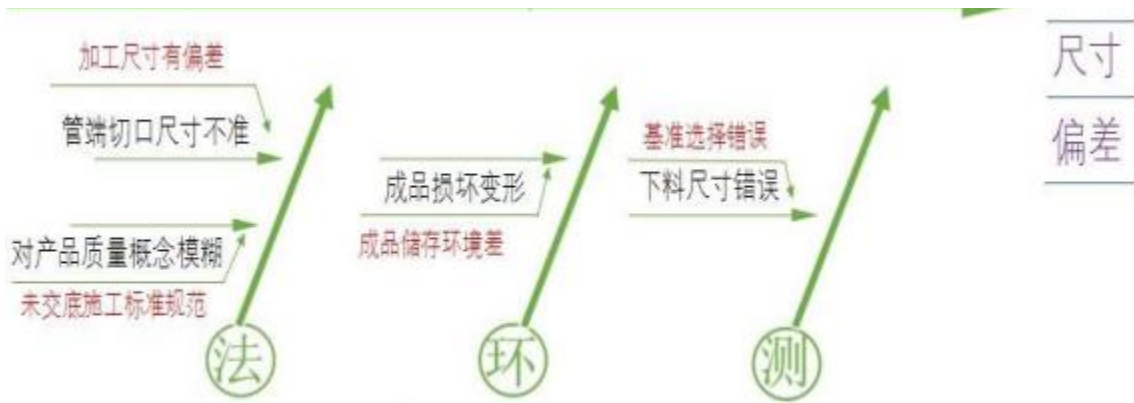 加工尺寸有偏差
管端切口尺寸不准
对产品质量概念模糊
未交底施工标准规范
法
成品损坏变形
成品储存环境差
环
基准选择错误
下料尺寸错误
测
尺寸
偏差